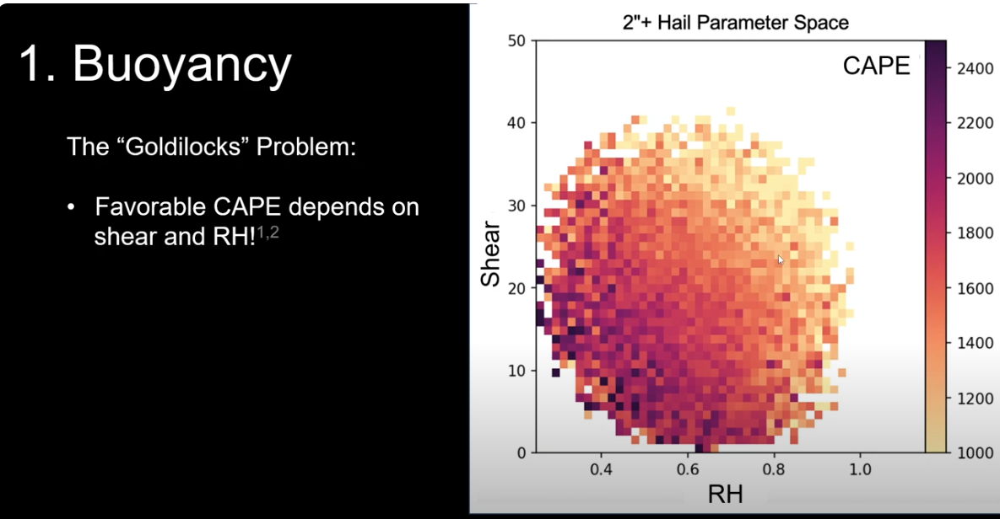 1. Buoyancy
The “Goldilocks” Problem:
• Favorable CAPE depends on
shear and RH!1,2
2"+ Hail Parameter Space
CAPE
Shear
50
40
30
20
10
0
0.4 0.6 0.8 1.0
RH
2400
2200
2000
1800
1600
1400
1200
1000